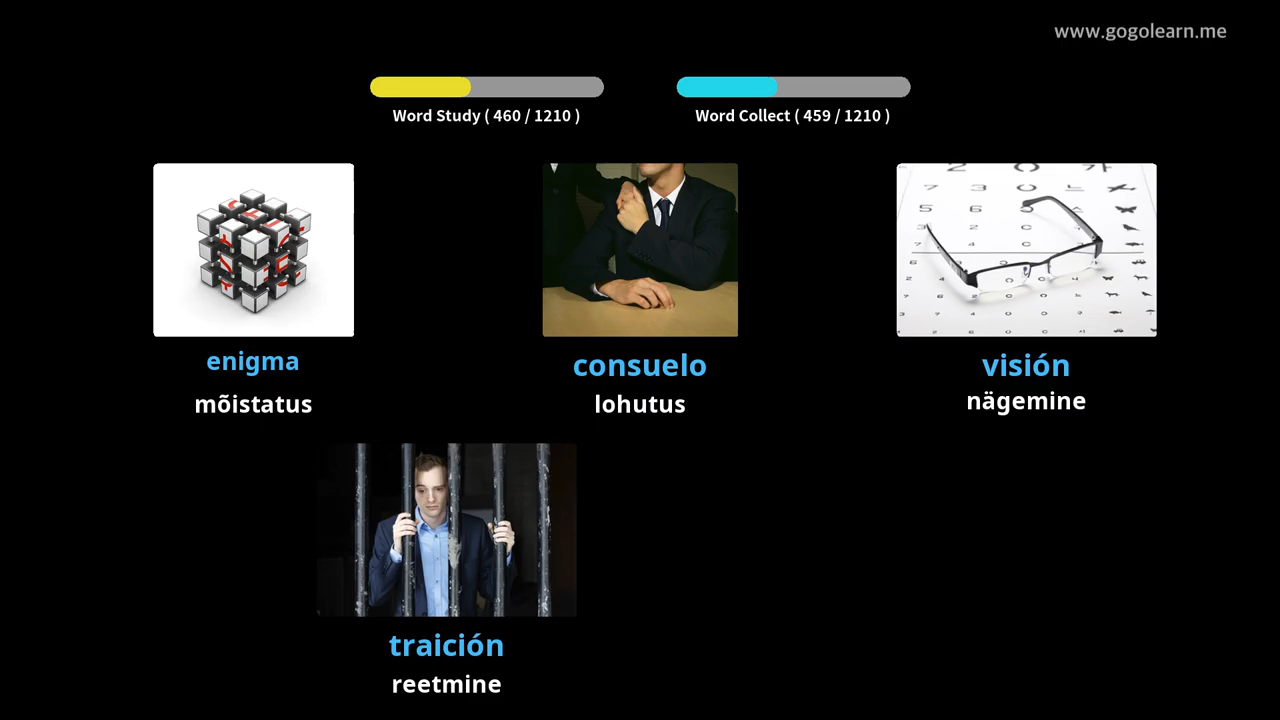 www.gogolearn.me
Word Study ( 460 / 1210 )
Word Collect ( 459 / 1210 )
enigma
mõistatus
consuelo
lohutus
visión
nägemine
traición
reetmine